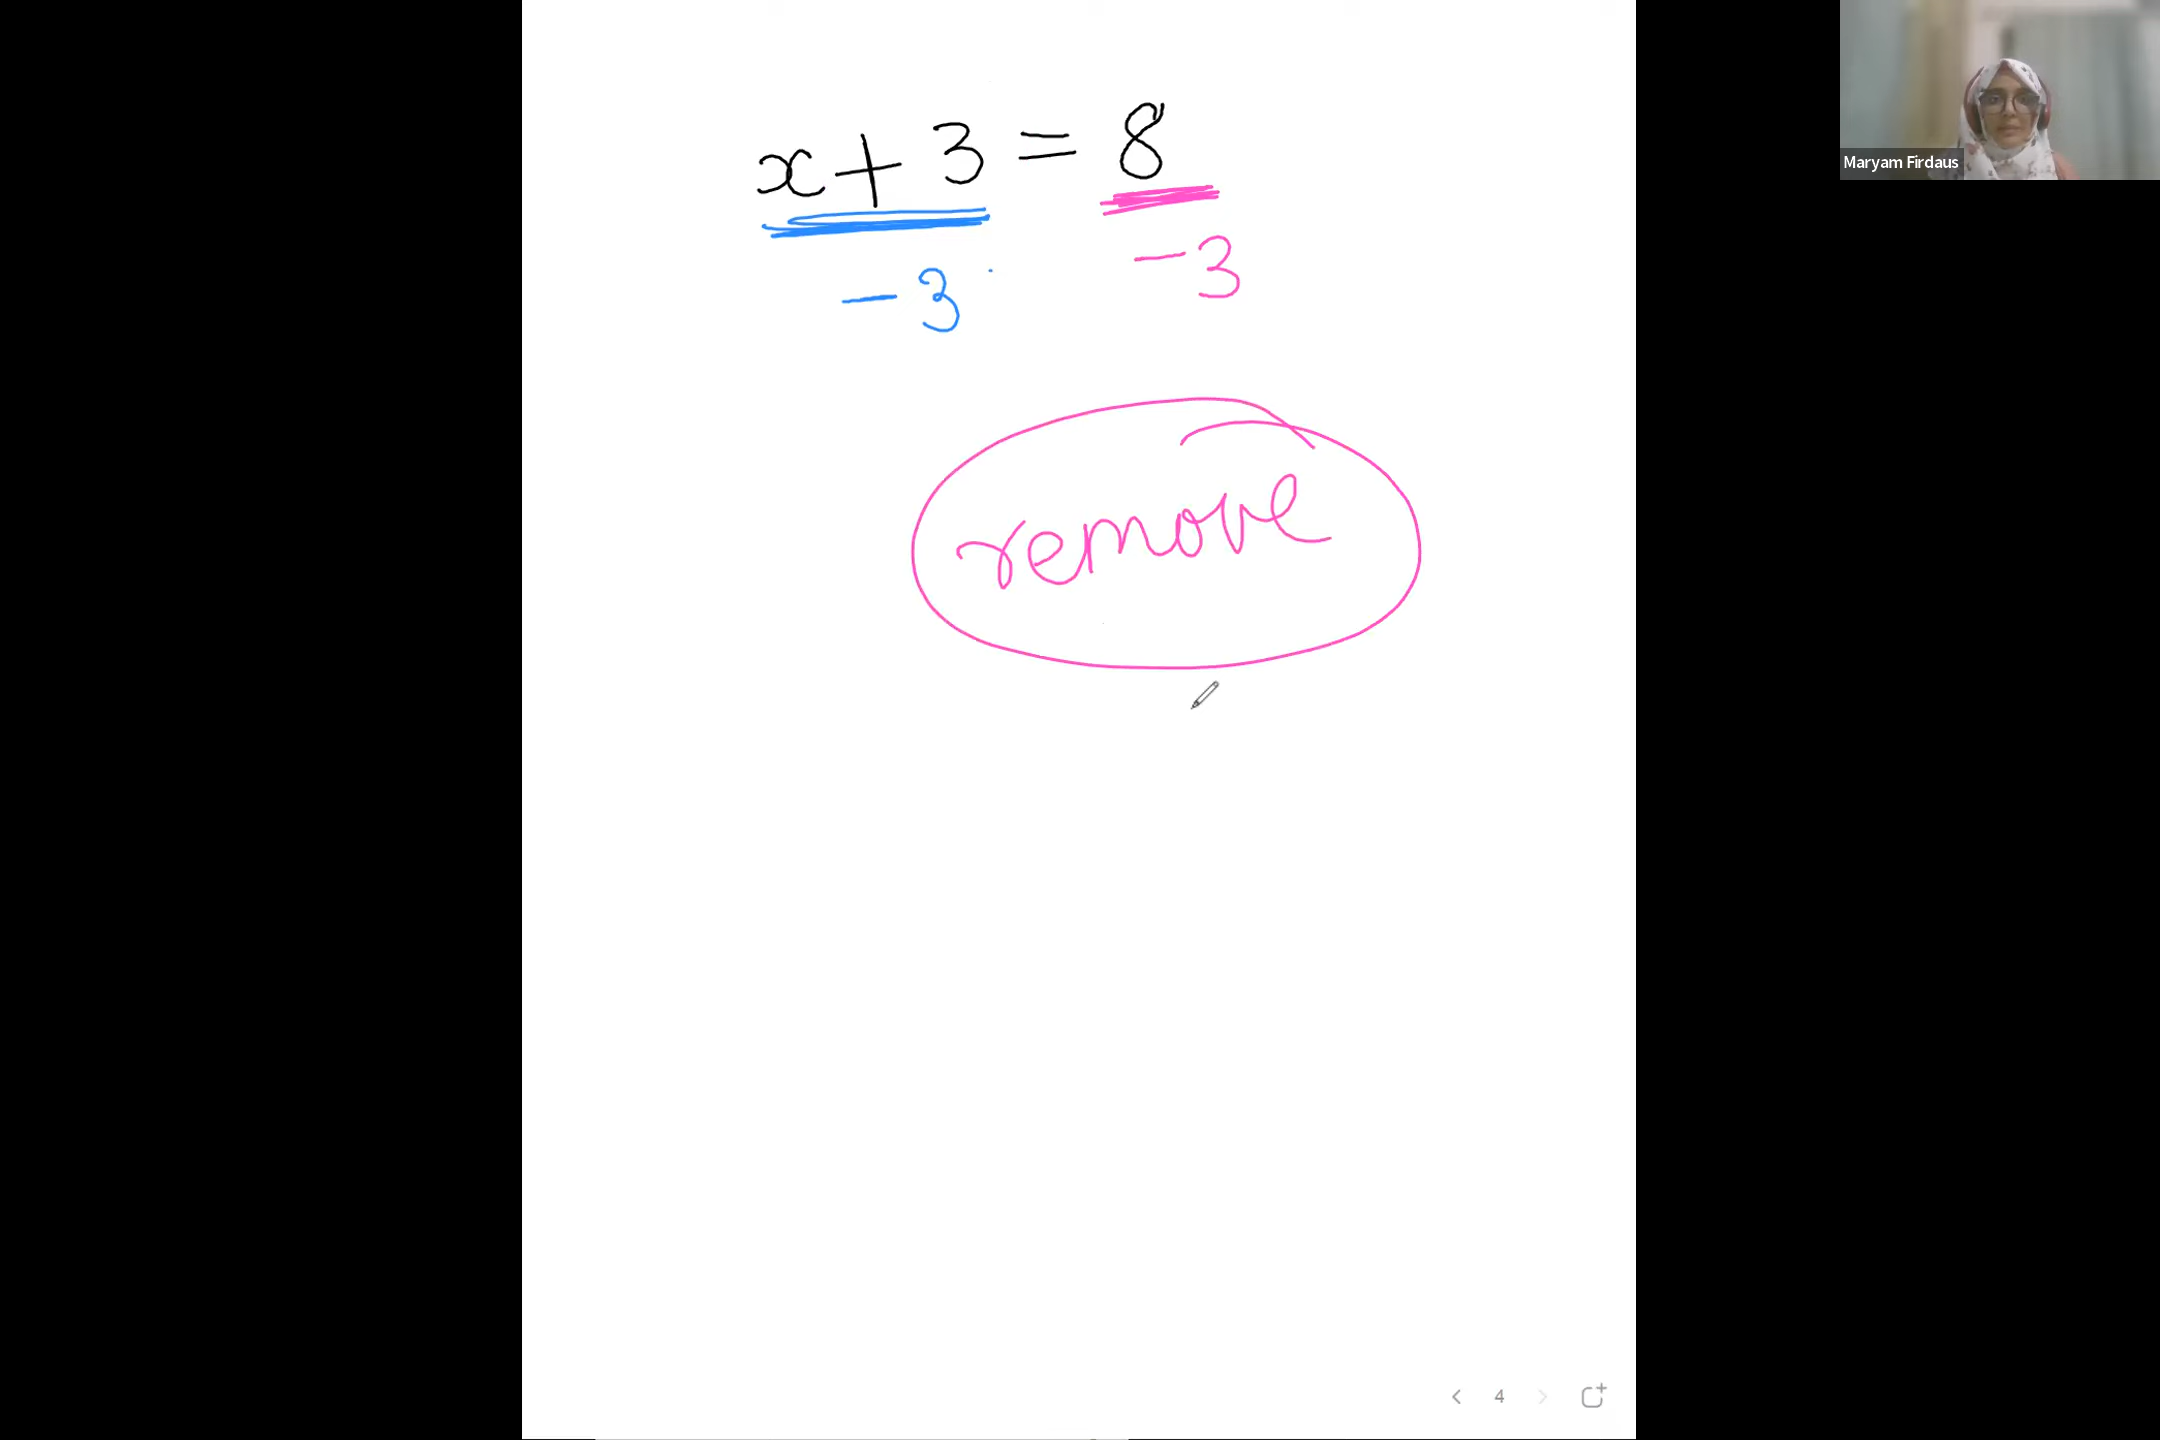 x + 3 = 8
Maryam Firdaus
- 3 - 3
remove
4